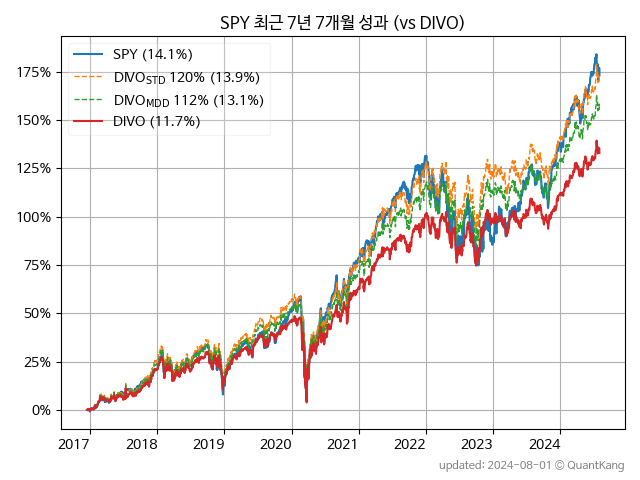 SPY 최근 7년 7개월 성과 (vs DIVO)
SPY (14.1%)
DIVO_STD 120% (13.9%)
DIVO_MDD 112% (13.1%)
DIVO (11.7%)
175%
150%
125%
100%
75%
50%
25%
0%
2017 2018 2019 2020 2021 2022 2023 2024
updated: 2024-08-01 © QuantKang